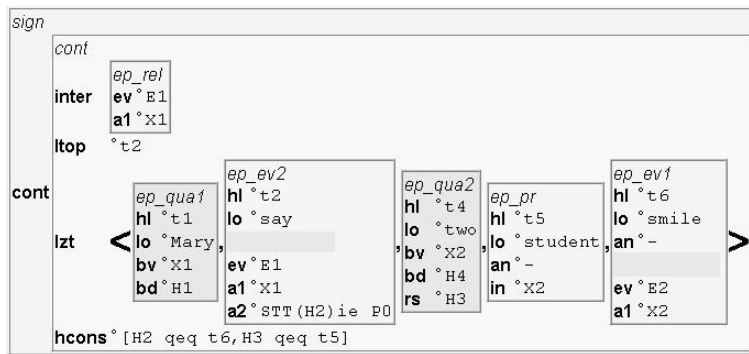 sign
cont
cont
inter
ep_rel
ev °E1
a1 °X1
ltop °t2
lzt <
ep_qua1
hl °t1
lo °Mary
bv °X1
bd °H1
,
ep_ev2
hl °t2
lo °say
ev °E1
a1 °X1
a2 °STT(H2)ie P0
,
ep_qua2
hl °t4
lo °two
bv °X2
bd °H4
rs °H3
,
ep_pr
hl °t5
lo °student
an °-
in °X2
,
ep_ev1
hl °t6
lo °smile
an °-
ev °E2
a1 °X2
>
hcons °[H2 qeq t6,H3 qeq t5]